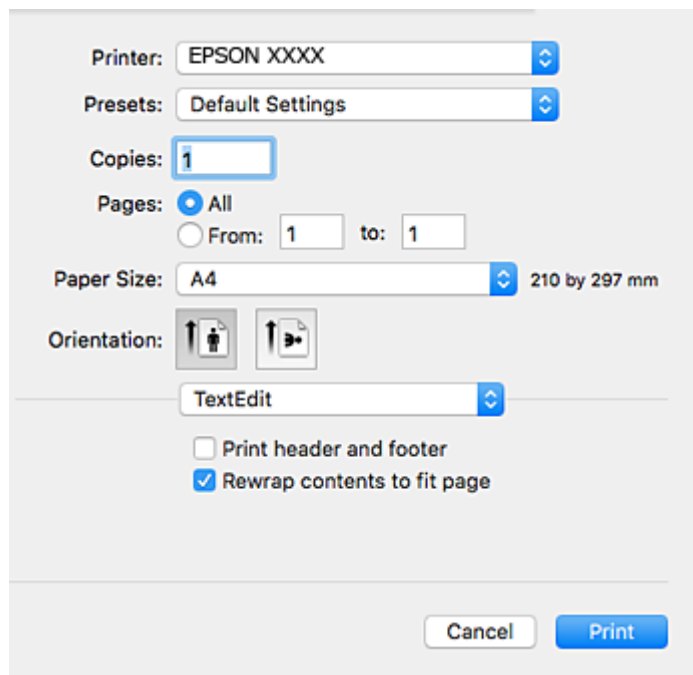 Printer: EPSON XXXX
Presets: Default Settings
Copies: 1
Pages: All
From: 1 to: 1
Paper Size: A4 210 by 297 mm
Orientation:
TextEdit
Print header and footer
Rewrap contents to fit page
Cancel Print